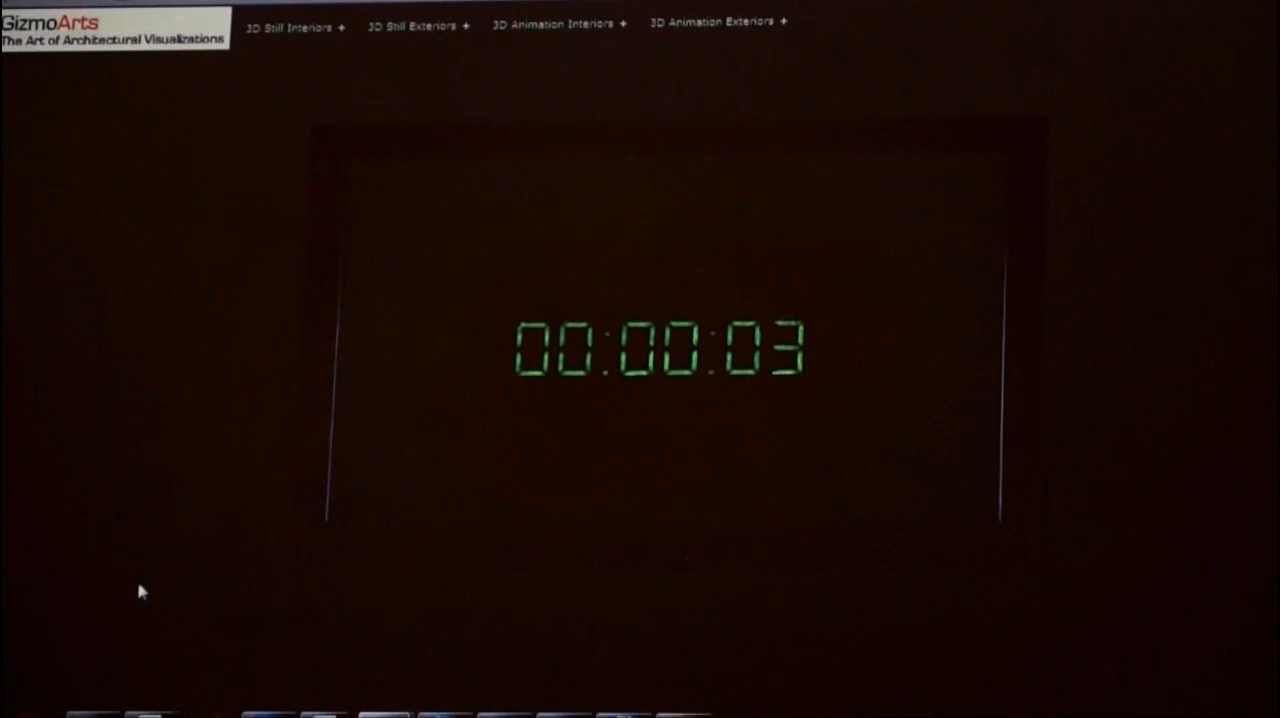 GizmoArts
The Art of Architectural Visualizations
3D Still Interiors +
3D Still Exteriors +
3D Animation Interiors +
3D Animation Exteriors +
00:00:03